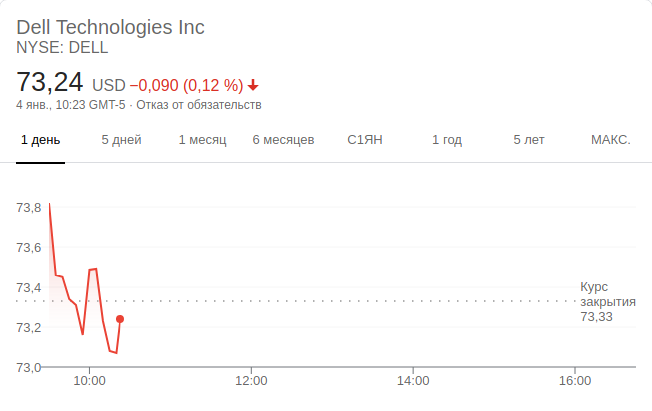 Dell Technologies Inc
NYSE: DELL
73,24 USD −0,090 (0,12 %)
4 янв., 10:23 GMT-5 · Отказ от обязательств
1 день 5 дней 1 месяц 6 месяцев С1ЯН 1 год 5 лет МАКС.
73,8
73,6
73,4
73,2
73,0
Курс
закрытия
73,33
10:00 12:00 14:00 16:00